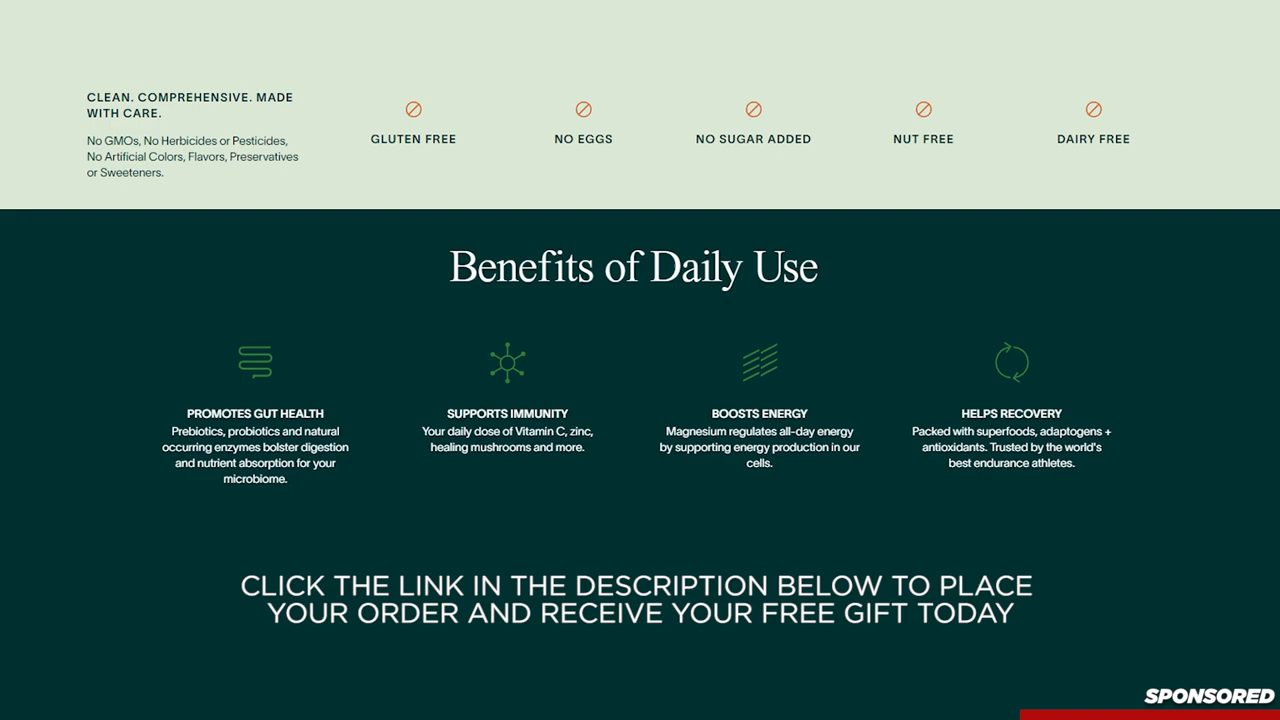 CLEAN. COMPREHENSIVE. MADE
WITH CARE.
No GMOs, No Herbicides or Pesticides,
No Artificial Colors, Flavors, Preservatives
or Sweeteners.
GLUTEN FREE
NO EGGS
NO SUGAR ADDED
NUT FREE
DAIRY FREE
Benefits of Daily Use
PROMOTES GUT HEALTH
Prebiotics, probiotics and natural
occurring enzymes bolster digestion
and nutrient absorption for your
microbiome.
SUPPORTS IMMUNITY
Your daily dose of Vitamin C, zinc,
healing mushrooms and more.
BOOSTS ENERGY
Magnesium regulates all-day energy
by supporting energy production in our
cells.
HELPS RECOVERY
Packed with superfoods, adaptogens +
antioxidants. Trusted by the world's
best endurance athletes.
CLICK THE LINK IN THE DESCRIPTION BELOW TO PLACE
YOUR ORDER AND RECEIVE YOUR FREE GIFT TODAY
SPONSORED